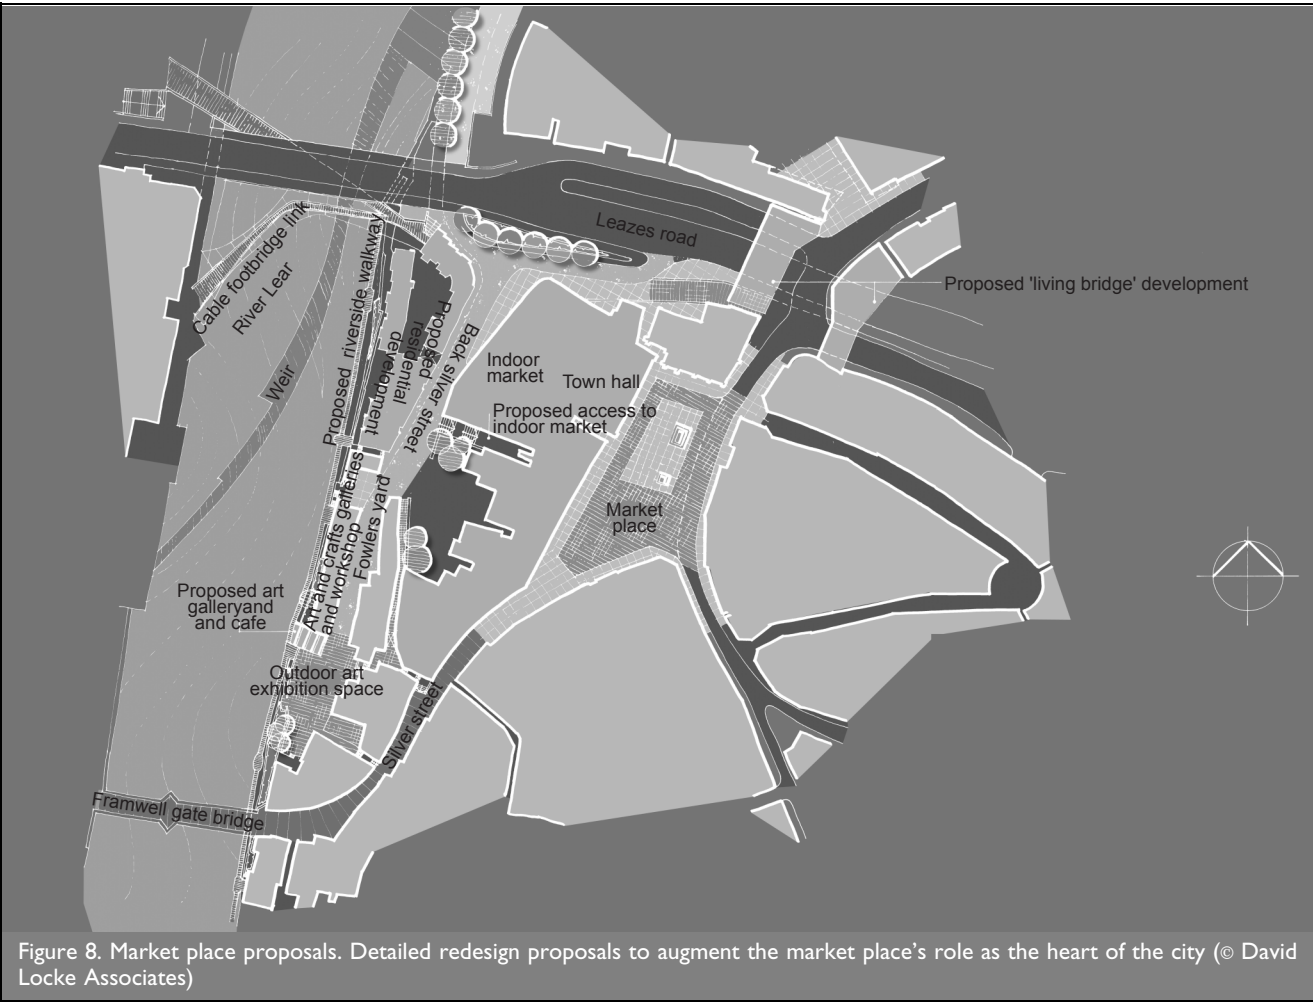 Leazes road
Proposed 'living bridge' development
Cable footbridge link
River Lear
Weir
Proposed riverside walkway
Proposed
residential
development
Back silver street
Indoor
market
Town hall
Proposed access to
indoor market
Market
place
Art and crafts galleries
and workshop
Fowlers yard
Proposed art
galleryand
and cafe
Outdoor art
exhibition space
Silver street
Framwell gate bridge
Figure 8. Market place proposals. Detailed redesign proposals to augment the market place's role as the heart of the city (© David
Locke Associates)